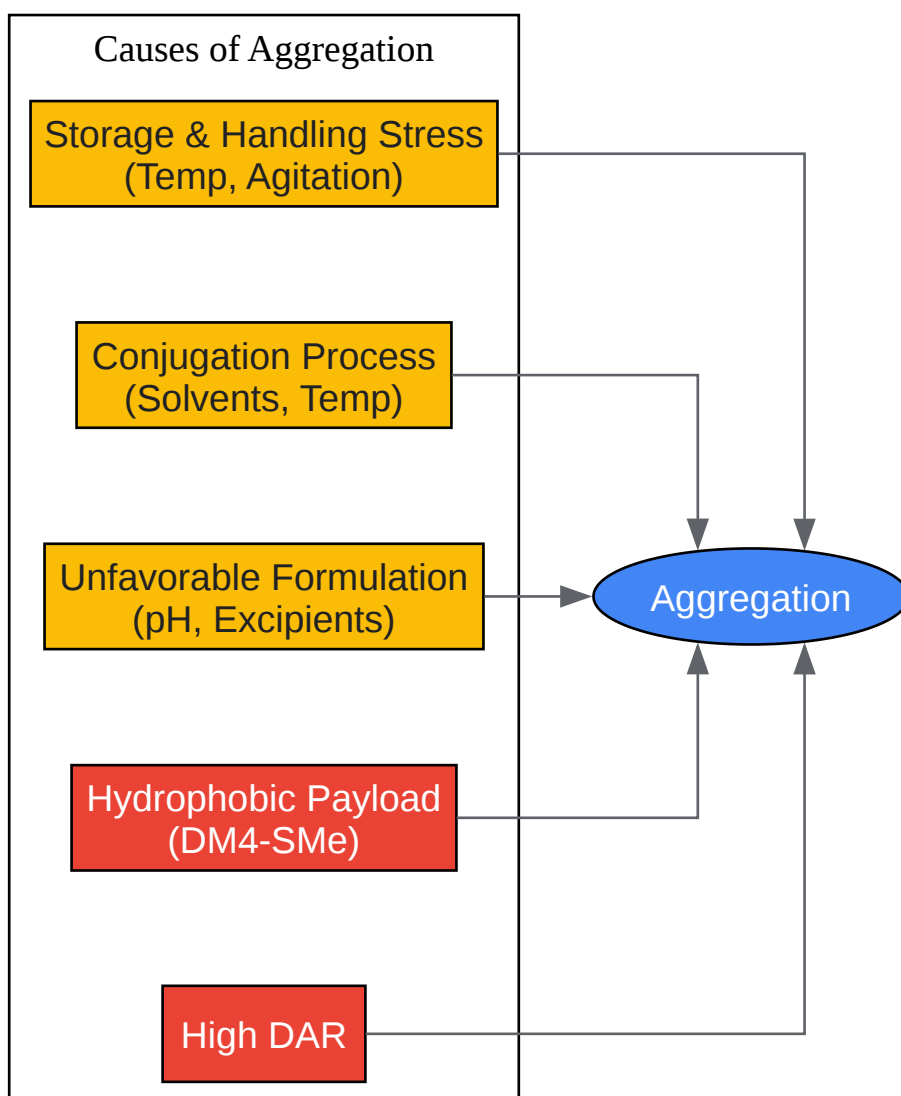 Causes of Aggregation
Storage & Handling Stress
(Temp, Agitation)
Conjugation Process
(Solvents, Temp)
Unfavorable Formulation
(pH, Excipients)
Aggregation
Hydrophobic Payload
(DM4-SMe)
High DAR